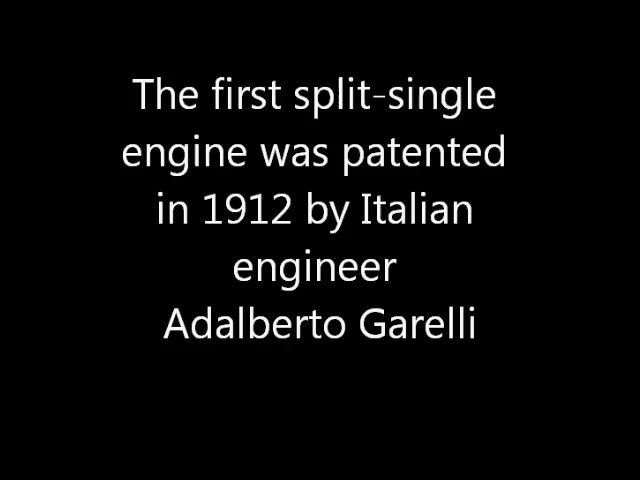 The first split-single
engine was patented
in 1912 by Italian
engineer
Adalberto Garelli